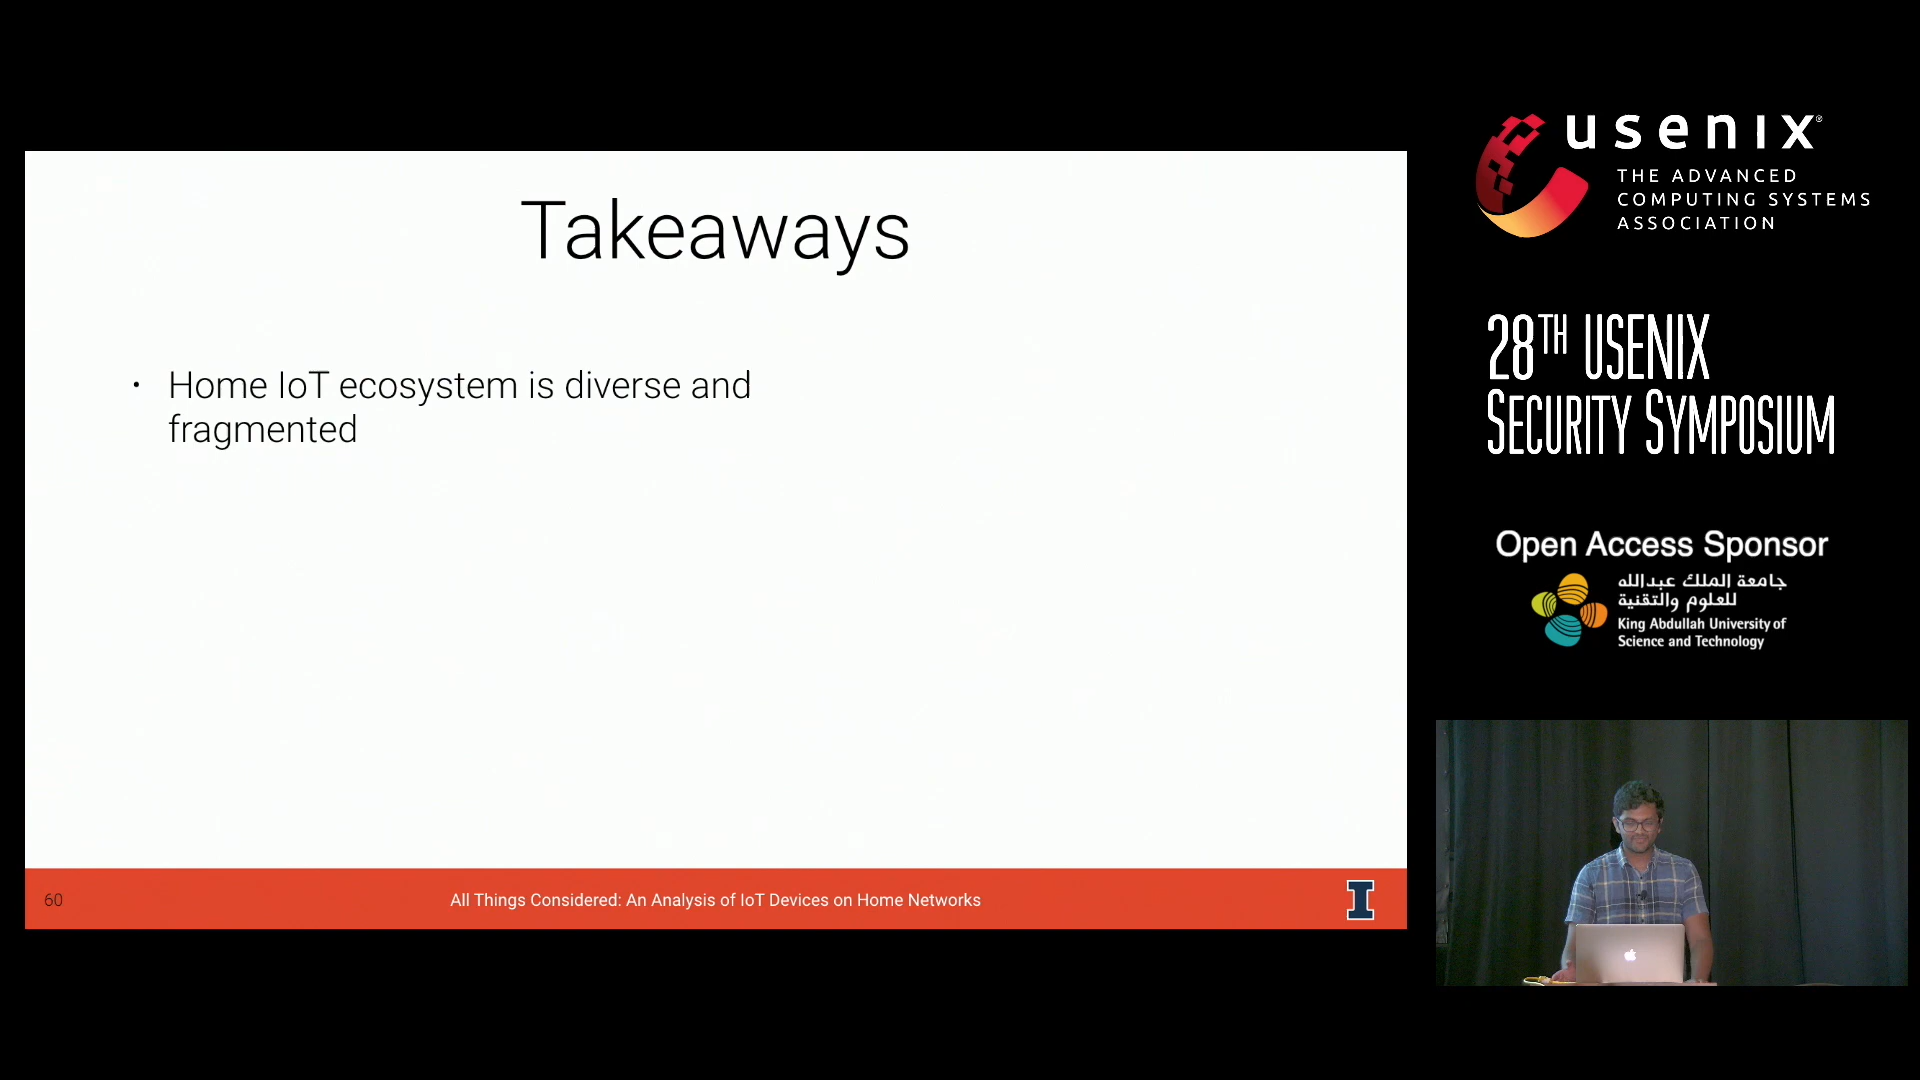 Takeaways
• Home IoT ecosystem is diverse and
fragmented
60
All Things Considered: An Analysis of IoT Devices on Home Networks
usenix®
THE ADVANCED
COMPUTING SYSTEMS
ASSOCIATION
28TH USENIX
SECURITY SYMPOSIUM
Open Access Sponsor
جامعة الملك عبدالله
للعلوم والتقنية
King Abdullah University of
Science and Technology